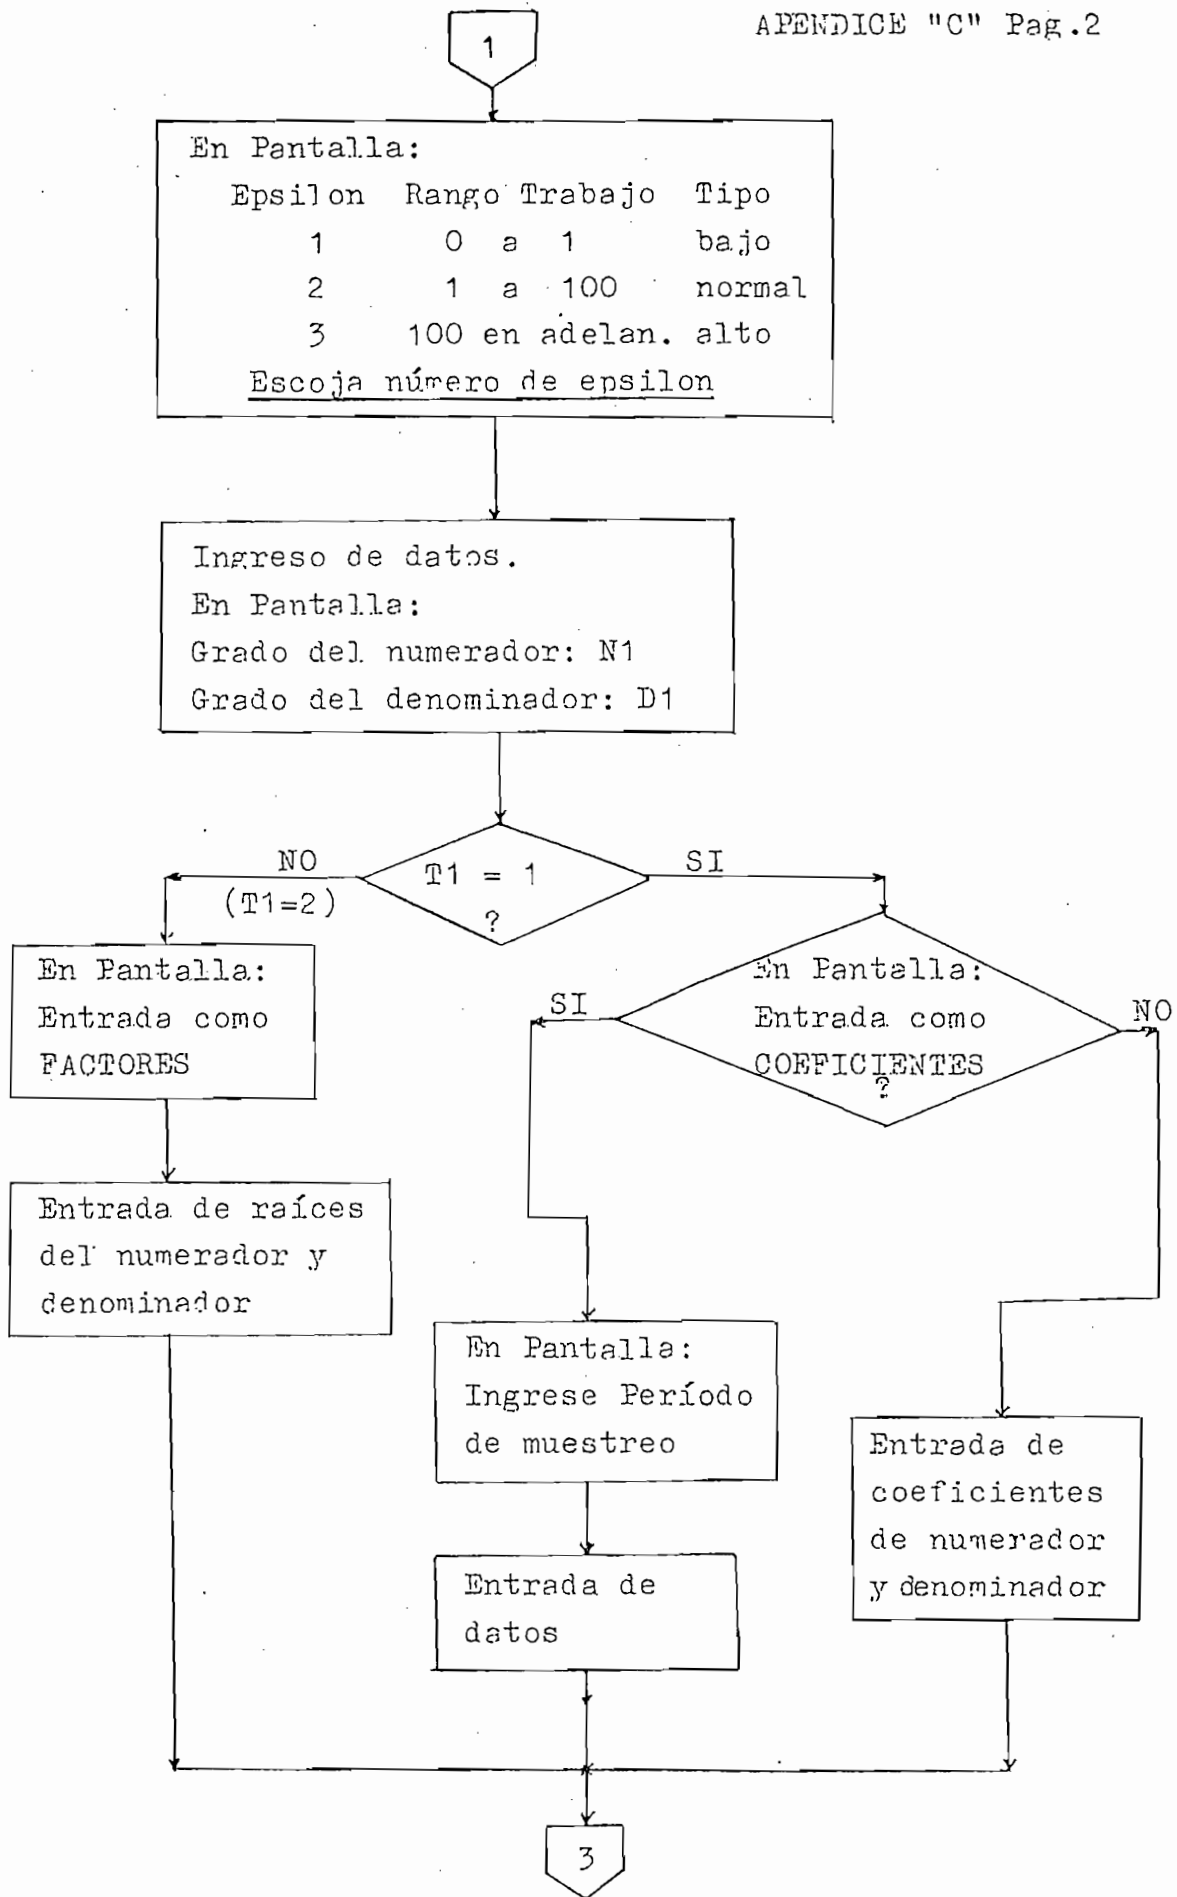 APENDICE "C" Pag.2
1
En Pantalla:
Epsilon Rango Trabajo Tipo
1 0 a 1 bajo
2 1 a 100 normal
3 100 en adelan. alto
Escoja número de epsilon
Ingreso de datos.
En Pantalla:
Grado del numerador: N1
Grado del denominador: D1
T1 = 1
?
NO
(T1=2)
SI
En Pantalla:
Entrada como
FACTORES
Entrada de raíces
del numerador y
denominador
En Pantalla:
Entrada como
COEFICIENTES
?
SI
NO
En Pantalla:
Ingrese Período
de muestreo
Entrada de
datos
Entrada de
coeficientes
de numerador
y denominador
3